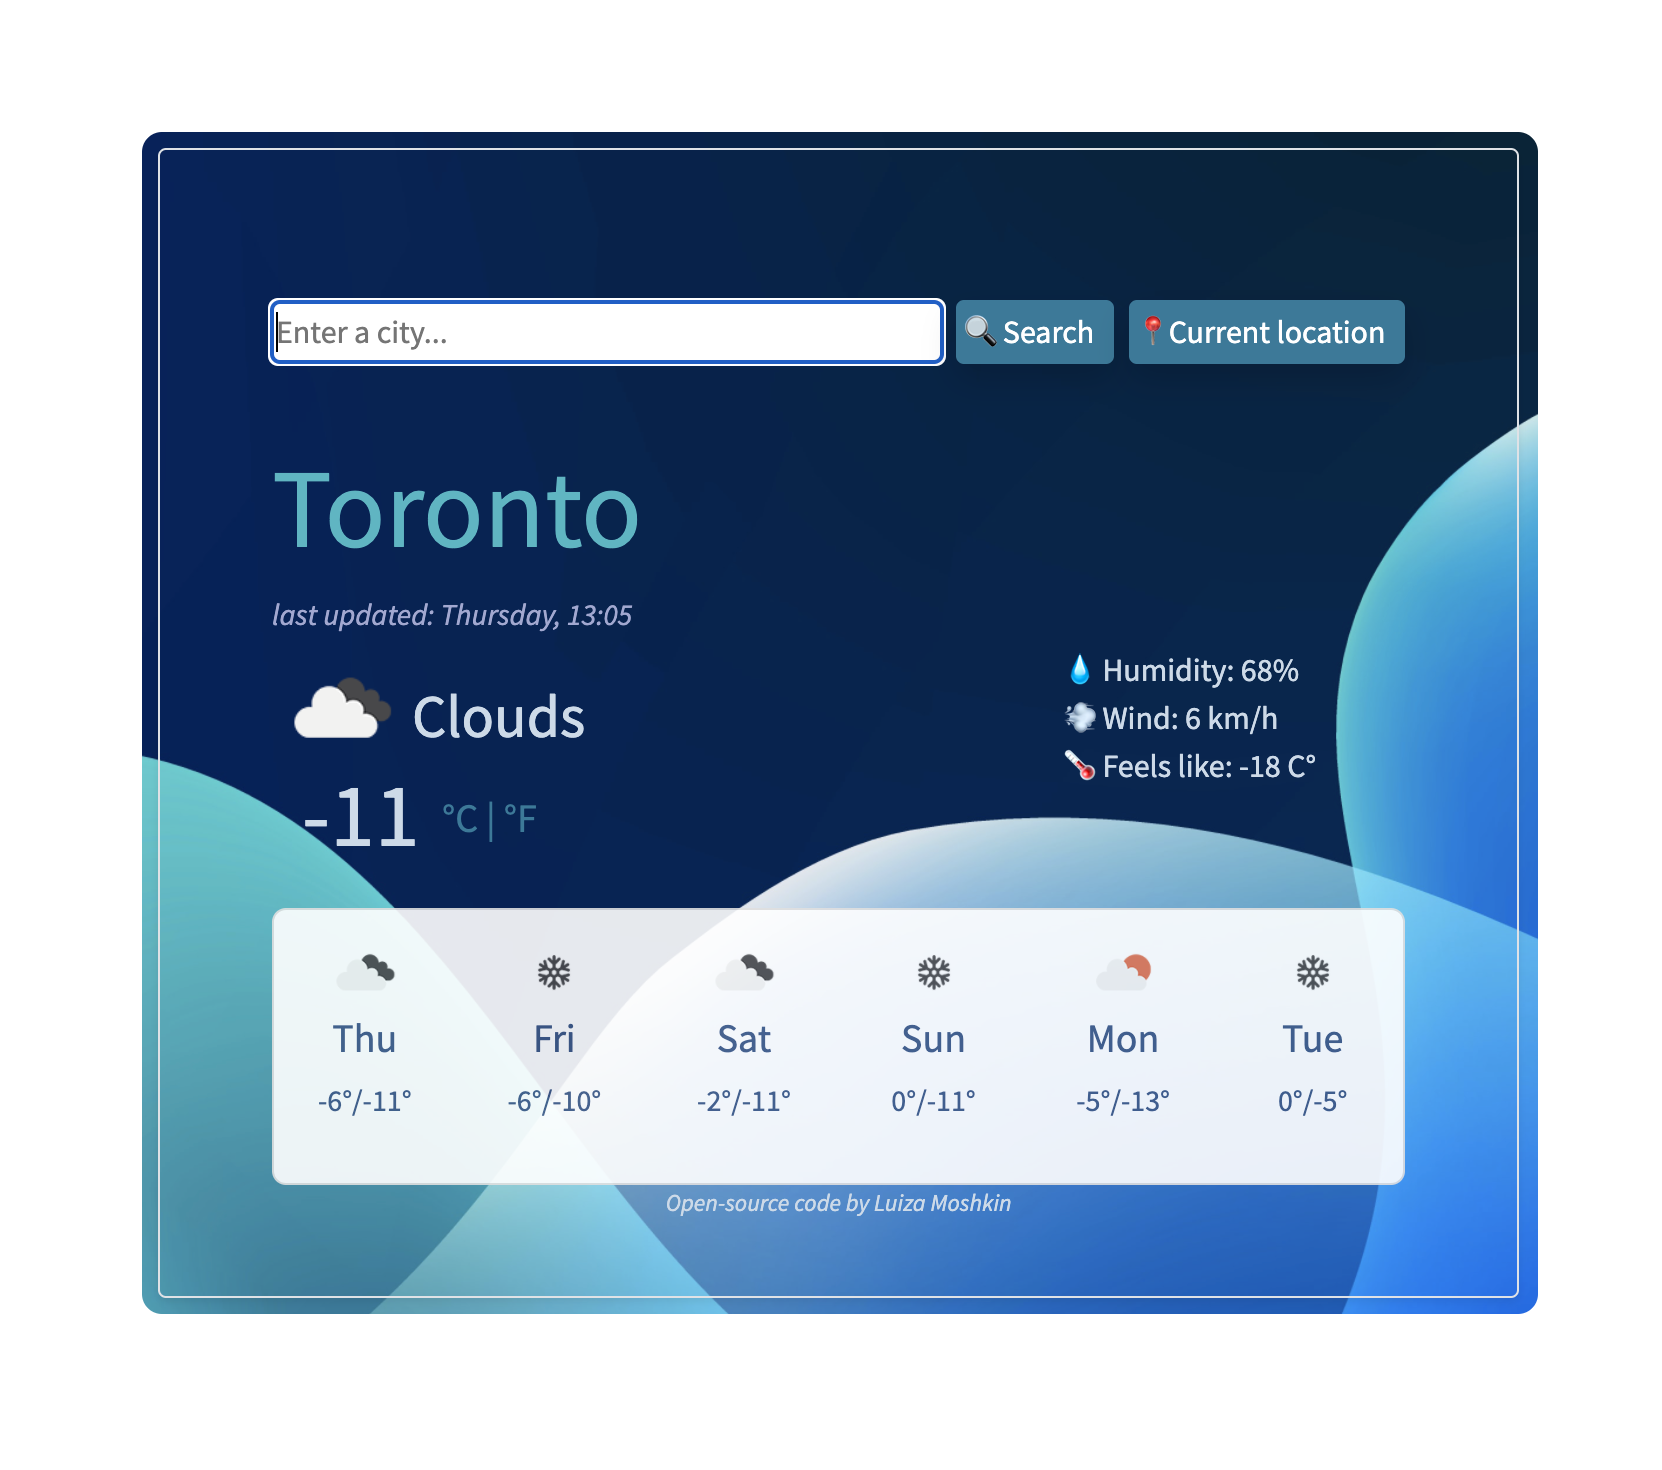 Enter a city...
Search
Current location
Toronto
last updated: Thursday, 13:05
Clouds
Humidity: 68%
Wind: 6 km/h
Feels like: -18 C°
-11 °C | °F
Thu Fri Sat Sun Mon Tue
-6°/-11° -6°/-10° -2°/-11° 0°/-11° -5°/-13° 0°/-5°
Open-source code by Luiza Moshkin